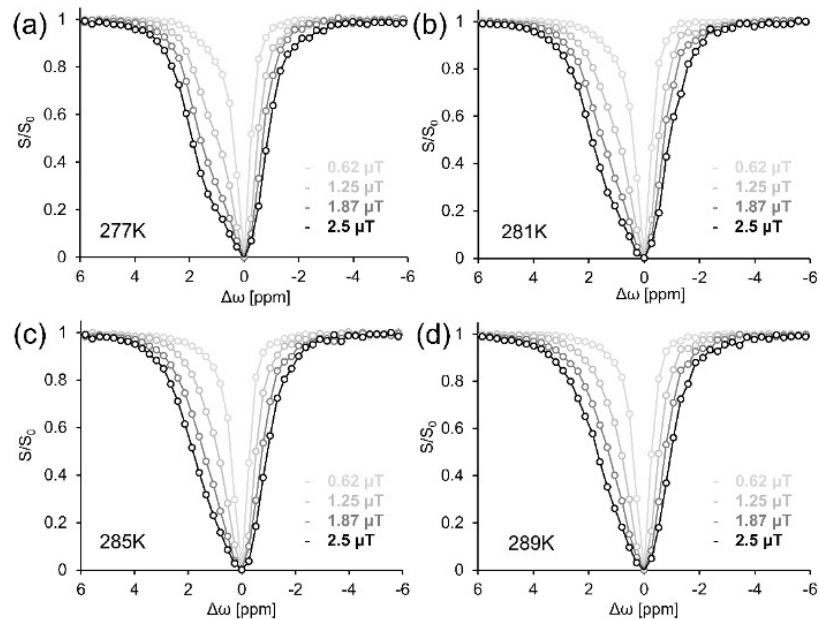 (a)
1
0.8
0.6
0.4
0.2
0
S/S₀
- 0.62 µT
- 1.25 µT
- 1.87 µT
- 2.5 µT
277K
6 4 2 0 -2 -4 -6
Δω [ppm]
(b)
1
0.8
0.6
0.4
0.2
0
S/S₀
- 0.62 µT
- 1.25 µT
- 1.87 µT
- 2.5 µT
281K
6 4 2 0 -2 -4 -6
Δω [ppm]
(c)
1
0.8
0.6
0.4
0.2
0
S/S₀
- 0.62 µT
- 1.25 µT
- 1.87 µT
- 2.5 µT
285K
6 4 2 0 -2 -4 -6
Δω [ppm]
(d)
1
0.8
0.6
0.4
0.2
0
S/S₀
- 0.62 µT
- 1.25 µT
- 1.87 µT
- 2.5 µT
289K
6 4 2 0 -2 -4 -6
Δω [ppm]